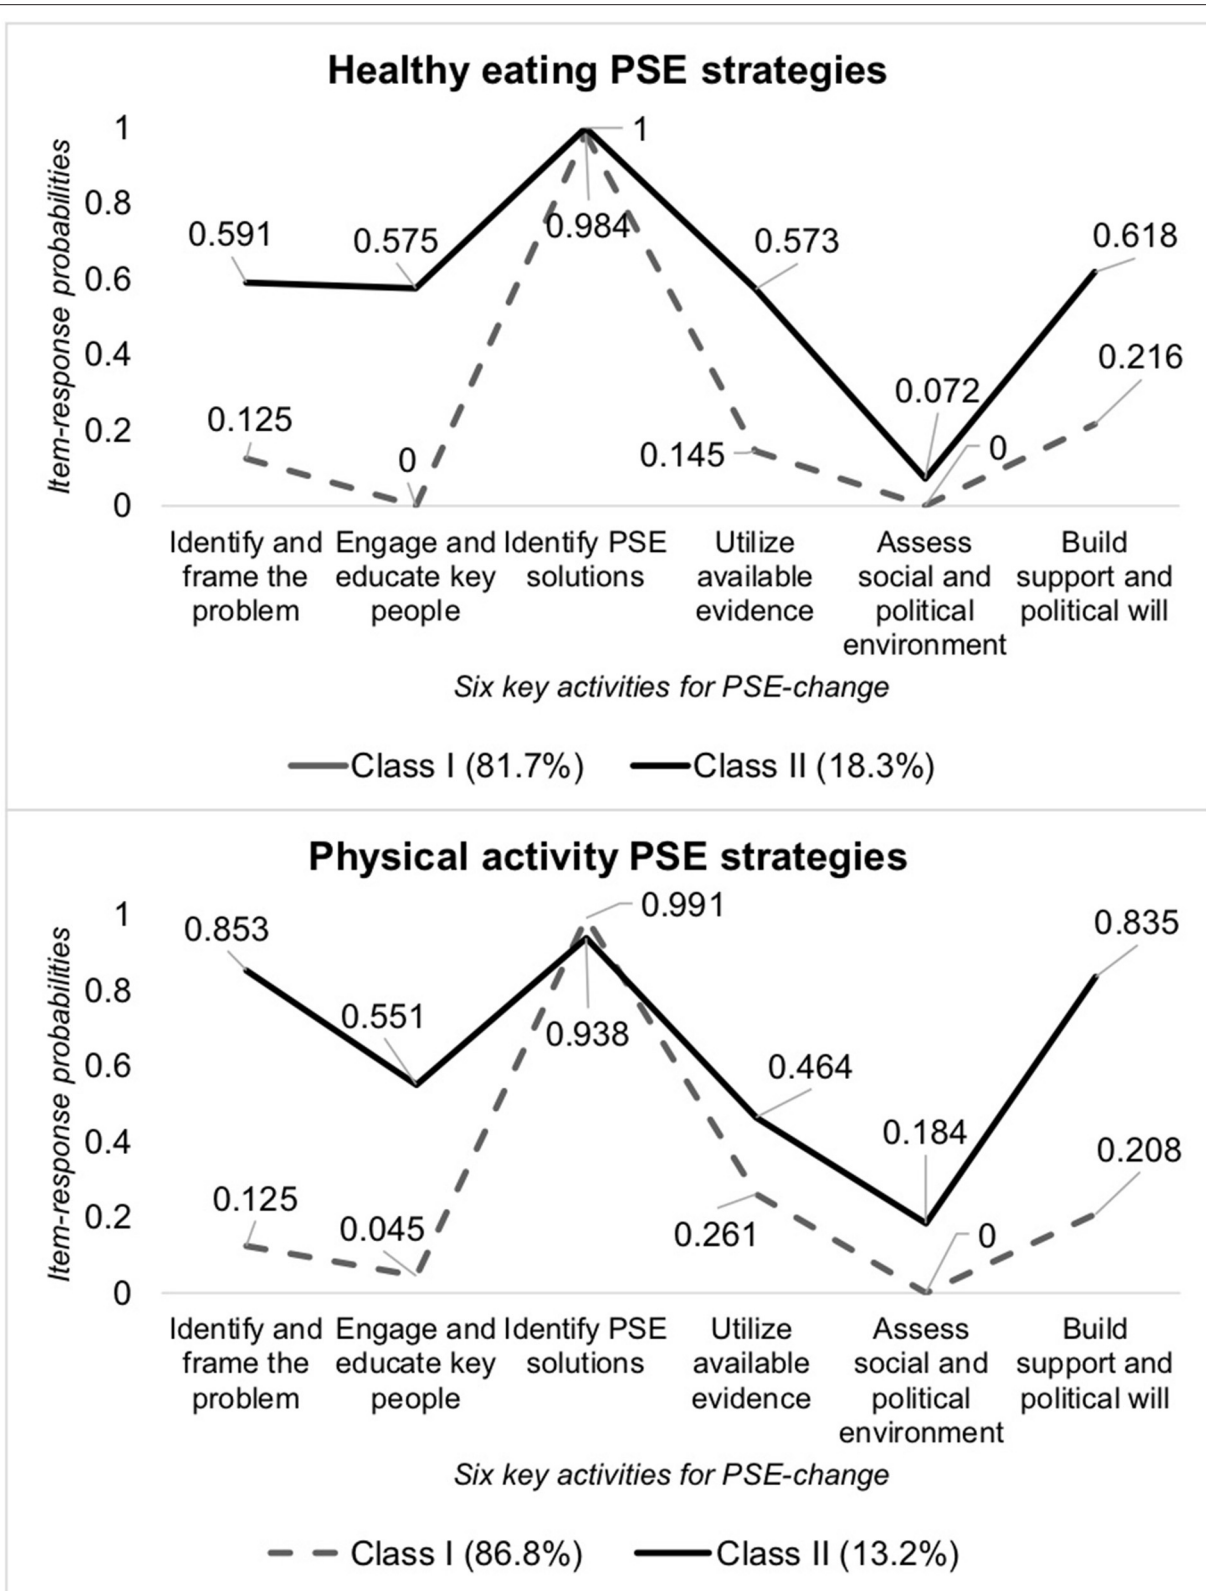 Healthy eating PSE strategies
Item-response probabilities
1
0.8
0.6
0.4
0.2
0
0.591
0.575
1
0.984
0.573
0.072
0.618
0.125
0
0.145
0
0.216
Identify and
frame the
problem
Engage and
educate key
people
Identify PSE
solutions
Utilize
available
evidence
Assess
social and
political
environment
Build
support and
political will
Six key activities for PSE-change
Class I (81.7%)
Class II (18.3%)
Physical activity PSE strategies
Item-response probabilities
1
0.8
0.6
0.4
0.2
0
0.853
0.551
0.991
0.938
0.464
0.184
0.835
0.125
0.045
0.261
0
0.208
Identify and
frame the
problem
Engage and
educate key
people
Identify PSE
solutions
Utilize
available
evidence
Assess
social and
political
environment
Build
support and
political will
Six key activities for PSE-change
Class I (86.8%)
Class II (13.2%)